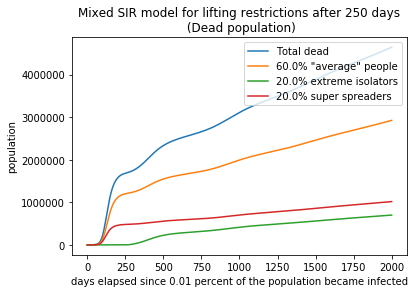 Mixed SIR model for lifting restrictions after 250 days
(Dead population)
Total dead
60.0% "average" people
20.0% extreme isolators
20.0% super spreaders
population
4000000
3000000
2000000
1000000
0
0 250 500 750 1000 1250 1500 1750 2000
days elapsed since 0.01 percent of the population became infected